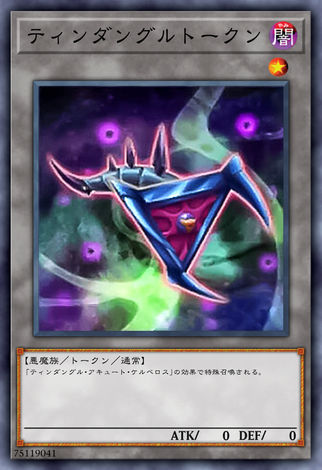 ティンダングルトークン
闇
やみ
【悪魔族／トークン／通常】
「ティンダングル・アキュート・ケルベロス」の効果で特殊召喚される。
ATK/ 0 DEF/ 0
75119041